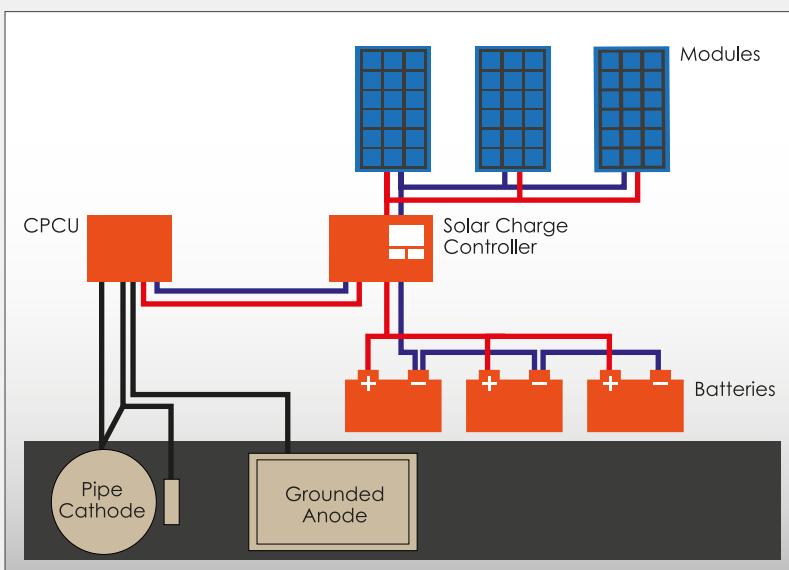 Modules
CPCU
Solar Charge
Controller
+
−
+
−
+
−
Batteries
Pipe
Cathode
Grounded
Anode